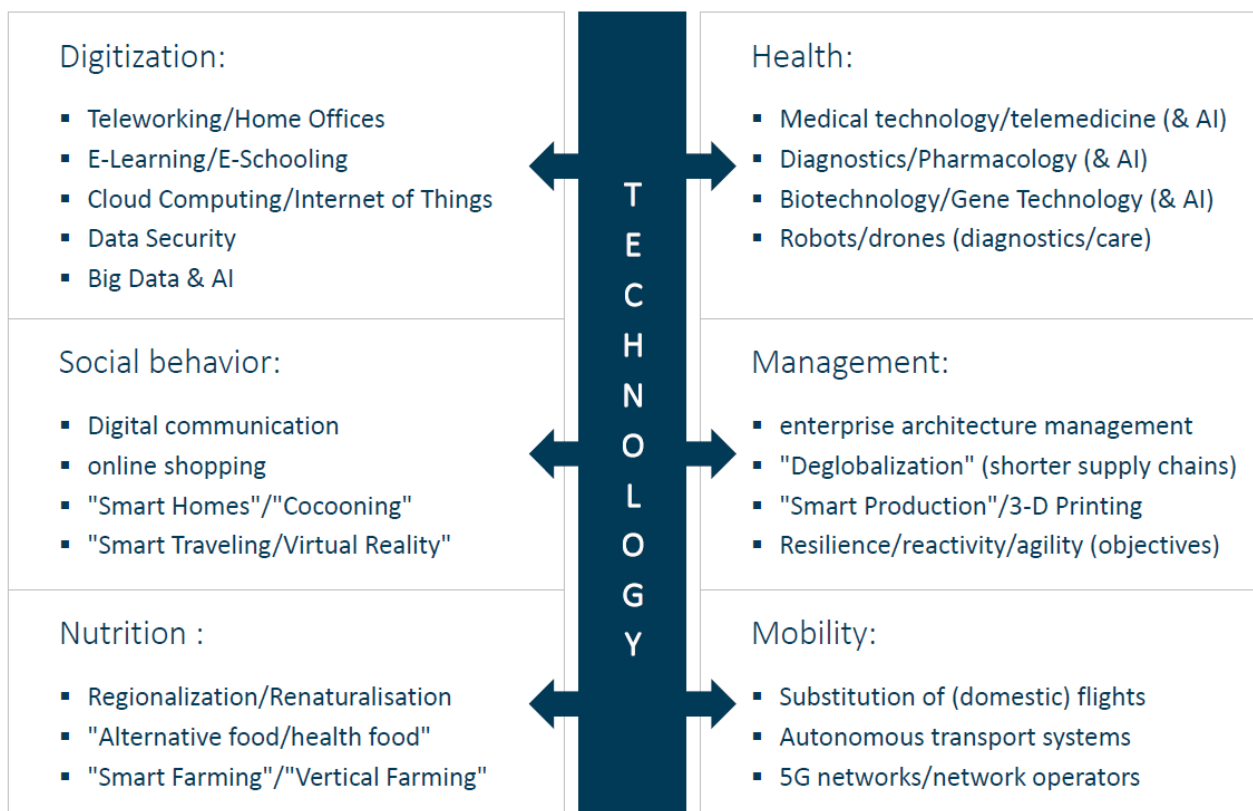 Digitization:
▪ Teleworking/Home Offices
▪ E-Learning/E-Schooling
▪ Cloud Computing/Internet of Things
▪ Data Security
▪ Big Data & AI
Social behavior:
▪ Digital communication
▪ online shopping
▪ "Smart Homes"/"Cocooning"
▪ "Smart Traveling/Virtual Reality"
Nutrition :
▪ Regionalization/Renaturalisation
▪ "Alternative food/health food"
▪ "Smart Farming"/"Vertical Farming"
TECHNOLOGY
Health:
▪ Medical technology/telemedicine (& AI)
▪ Diagnostics/Pharmacology (& AI)
▪ Biotechnology/Gene Technology (& AI)
▪ Robots/drones (diagnostics/care)
Management:
▪ enterprise architecture management
▪ "Deglobalization" (shorter supply chains)
▪ "Smart Production"/3-D Printing
▪ Resilience/reactivity/agility (objectives)
Mobility:
▪ Substitution of (domestic) flights
▪ Autonomous transport systems
▪ 5G networks/network operators